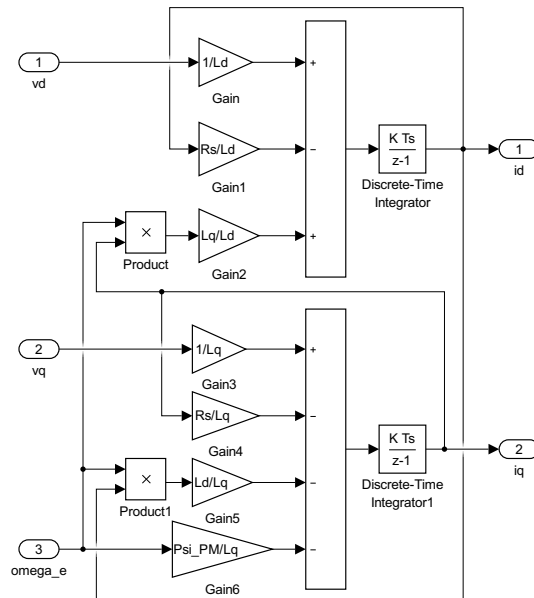 1
vd
1/Ld
Gain
+
Rs/Ld
Gain1
−
K Ts
z-1
Discrete-Time
Integrator
1
id
×
Product
Lq/Ld
Gain2
+
2
vq
1/Lq
Gain3
+
Rs/Lq
Gain4
−
K Ts
z-1
Discrete-Time
Integrator1
2
iq
×
Product1
Ld/Lq
Gain5
−
3
omega_e
Psi_PM/Lq
Gain6
−